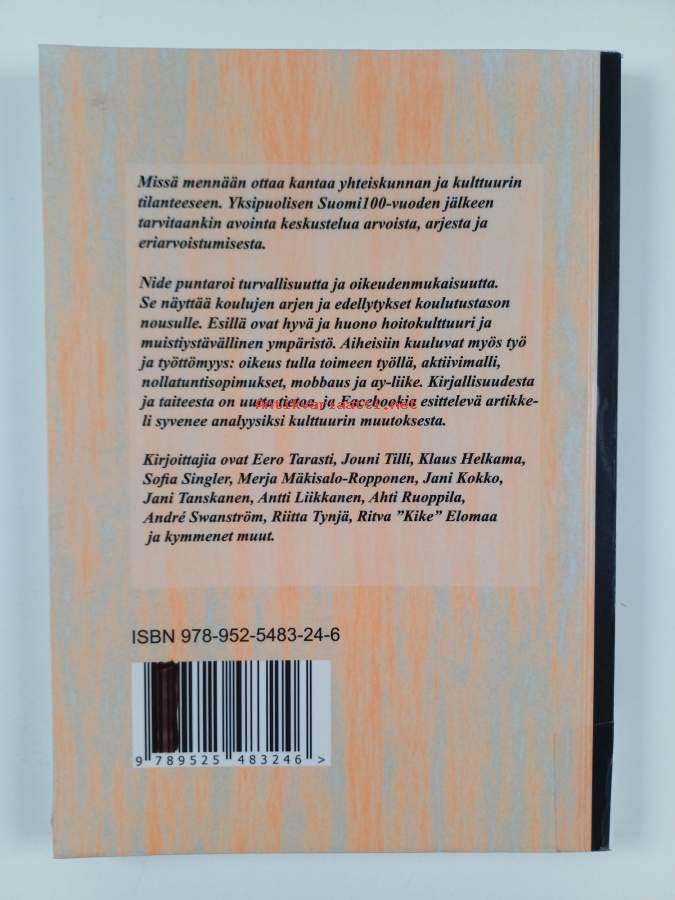 Missä mennään ottaa kantaa yhteiskunnan ja kulttuurin
tilanteeseen. Yksipuolisen Suomi100-vuoden jälkeen
tarvitaankin avointa keskustelua arvoista, arjesta ja
eriarvoistumisesta.
Nide puntaroi turvallisuutta ja oikeudenmukaisuutta.
Se näyttää koulujen arjen ja edellytykset koulutustason
nousulle. Esillä ovat hyvä ja huono hoitokulttuuri ja
muistiystävällinen ympäristö. Aiheisiin kuuluvat myös työ
ja työttömyys: oikeus tulla toimeen työllä, aktiivimalli,
nollatuntisopimukset, mobbaus ja ay-liike. Kirjallisuudesta
ja taiteesta on uutta tietoa ja Facebookia esittelevä artikke-
Antikvariaatti.net
li syvenee analyysiksi kulttuurin muutoksesta.
Kirjoittajia ovat Eero Tarasti, Jouni Tilli, Klaus Helkama,
Sofia Singler, Merja Mäkisalo-Ropponen, Jani Kokko,
Jani Tanskanen, Antti Liikkanen, Ahti Ruoppila,
André Swanström, Riitta Tynjä, Ritva ”Kike” Elomaa
ja kymmenet muut.
ISBN 978-952-5483-24-6
9 789525 483246 >